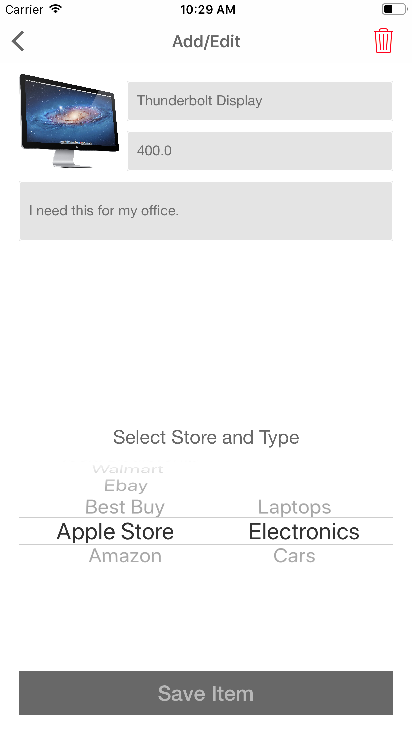 Carrier 10:29 AM
Add/Edit
Thunderbolt Display
400.0
I need this for my office.
Select Store and Type
Walmart
Ebay
Best Buy Laptops
Apple Store Electronics
Amazon Cars
Save Item